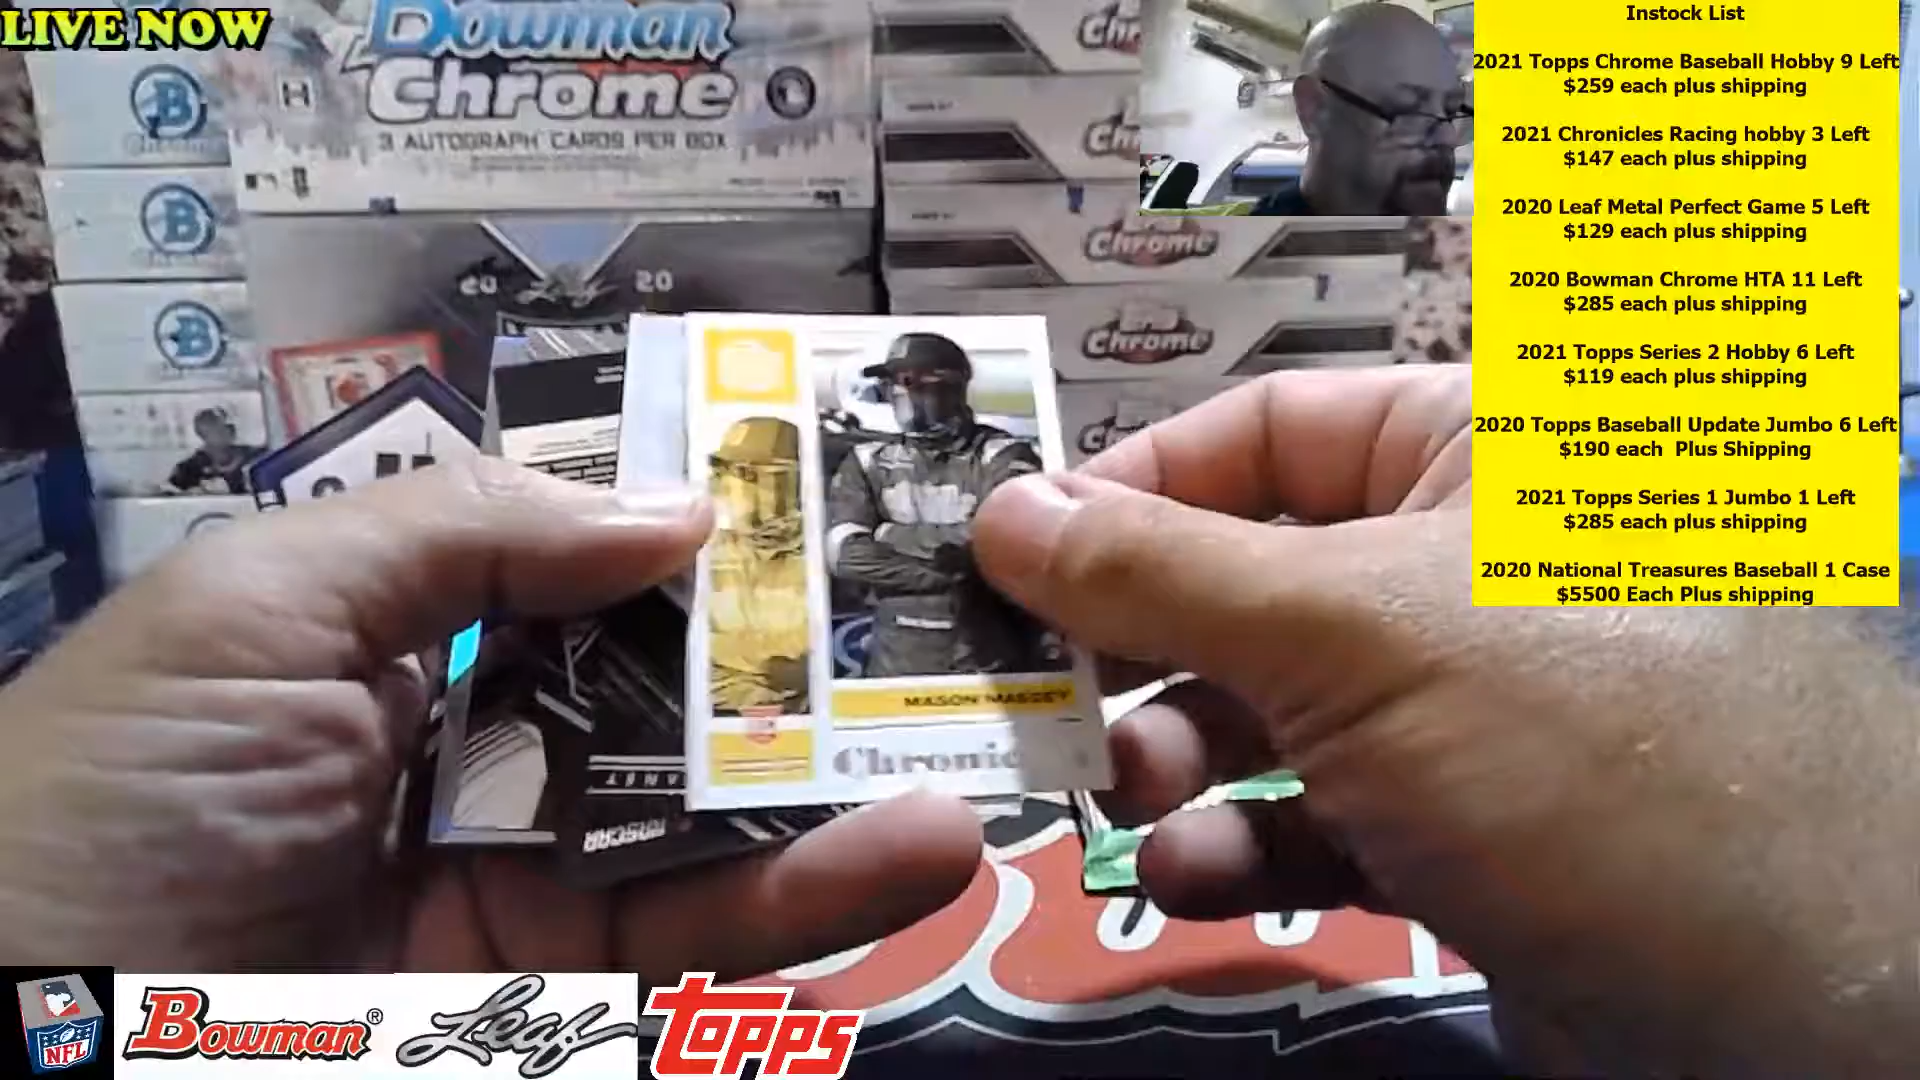 LIVE NOW
Bowman
Chrome
3 AUTOGRAPH CARDS PER BOX
20 Leaf 20
Chrome
Chrome
MASON MASSEY
Chronic
NASCAR
Instock List
2021 Topps Chrome Baseball Hobby 9 Left
$259 each plus shipping
2021 Chronicles Racing hobby 3 Left
$147 each plus shipping
2020 Leaf Metal Perfect Game 5 Left
$129 each plus shipping
2020 Bowman Chrome HTA 11 Left
$285 each plus shipping
2021 Topps Series 2 Hobby 6 Left
$119 each plus shipping
2020 Topps Baseball Update Jumbo 6 Left
$190 each Plus Shipping
2021 Topps Series 1 Jumbo 1 Left
$285 each plus shipping
2020 National Treasures Baseball 1 Case
$5500 Each Plus shipping
NFL
Bowman®
Leaf
topps